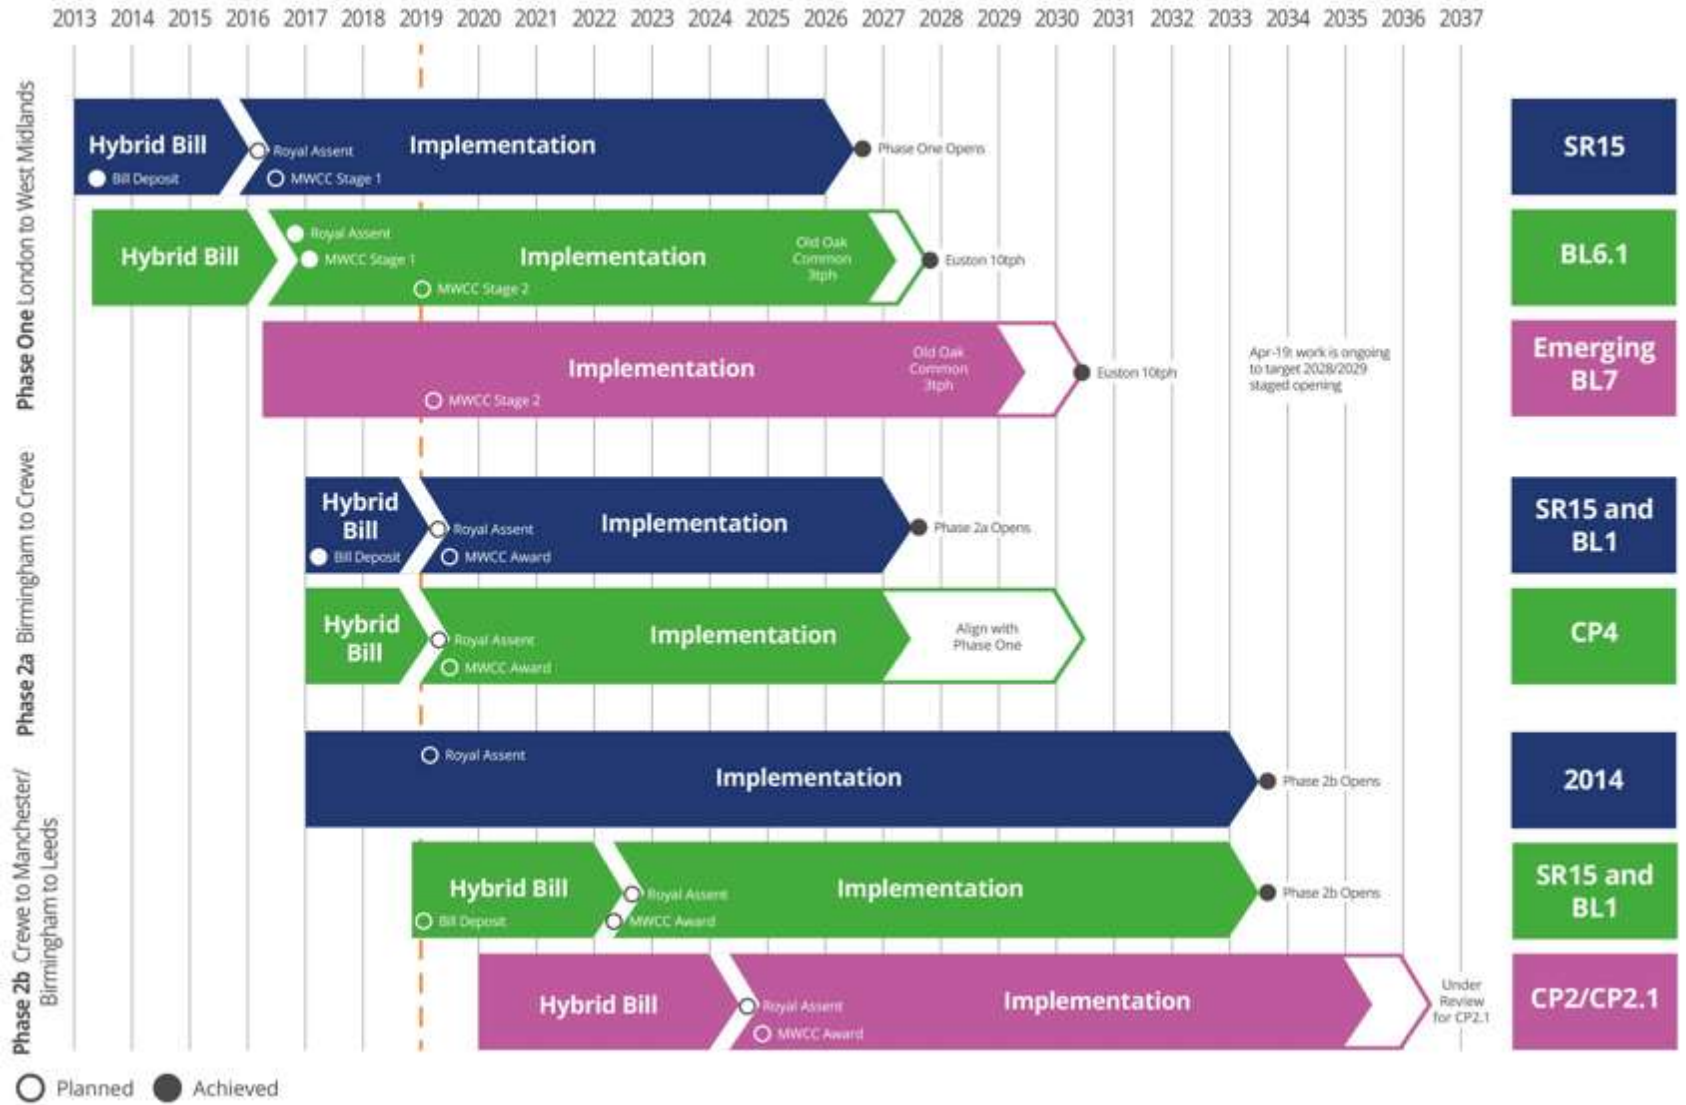 2013 2014 2015 2016 2017 2018 2019 2020 2021 2022 2023 2024 2025 2026 2027 2028 2029 2030 2031 2032 2033 2034 2035 2036 2037
Phase One London to West Midlands
Hybrid Bill
Bill Deposit
Royal Assent
MWCC Stage 1
Implementation
Phase One Opens
SR15
Hybrid Bill
Royal Assent
MWCC Stage 1
MWCC Stage 2
Implementation
Old Oak
Common
3tph
Euston 10tph
BL6.1
Implementation
MWCC Stage 2
Old Oak
Common
3tph
Euston 10tph
Apr-19: work is ongoing
to target 2028/2029
staged opening
Emerging
BL7
Phase 2a Birmingham to Crewe
Hybrid
Bill
Bill Deposit
Royal Assent
MWCC Award
Implementation
Phase 2a Opens
SR15 and
BL1
Hybrid
Bill
Royal Assent
MWCC Award
Implementation
Align with
Phase One
CP4
Phase 2b Crewe to Manchester/
Birmingham to Leeds
Royal Assent
Implementation
Phase 2b Opens
2014
Hybrid Bill
Bill Deposit
Royal Assent
MWCC Award
Implementation
Phase 2b Opens
SR15 and
BL1
Hybrid Bill
Royal Assent
MWCC Award
Implementation
Under
Review
for CP2.1
CP2/CP2.1
Planned
Achieved